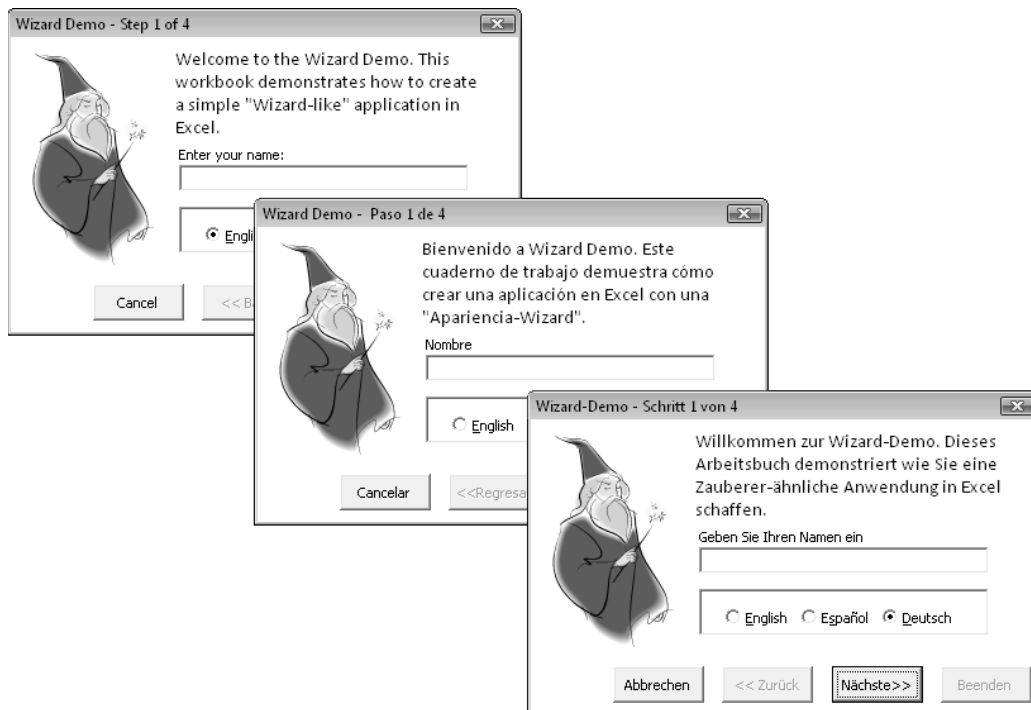 Wizard Demo - Step 1 of 4
Welcome to the Wizard Demo. This
workbook demonstrates how to create
a simple "Wizard-like" application in
Excel.
Enter your name:
Engli
Cancel
<< B
Wizard Demo -  Paso 1 de 4
Bienvenido a Wizard Demo. Este
cuaderno de trabajo demuestra cómo
crear una aplicación en Excel con una
"Apariencia-Wizard".
Nombre
English
Cancelar
<<Regresa
Wizard-Demo - Schritt 1 von 4
Willkommen zur Wizard-Demo. Dieses
Arbeitsbuch demonstriert wie Sie eine
Zauberer-ähnliche Anwendung in Excel
schaffen.
Geben Sie Ihren Namen ein
English Español Deutsch
Abbrechen
<< Zurück
Nächste>>
Beenden